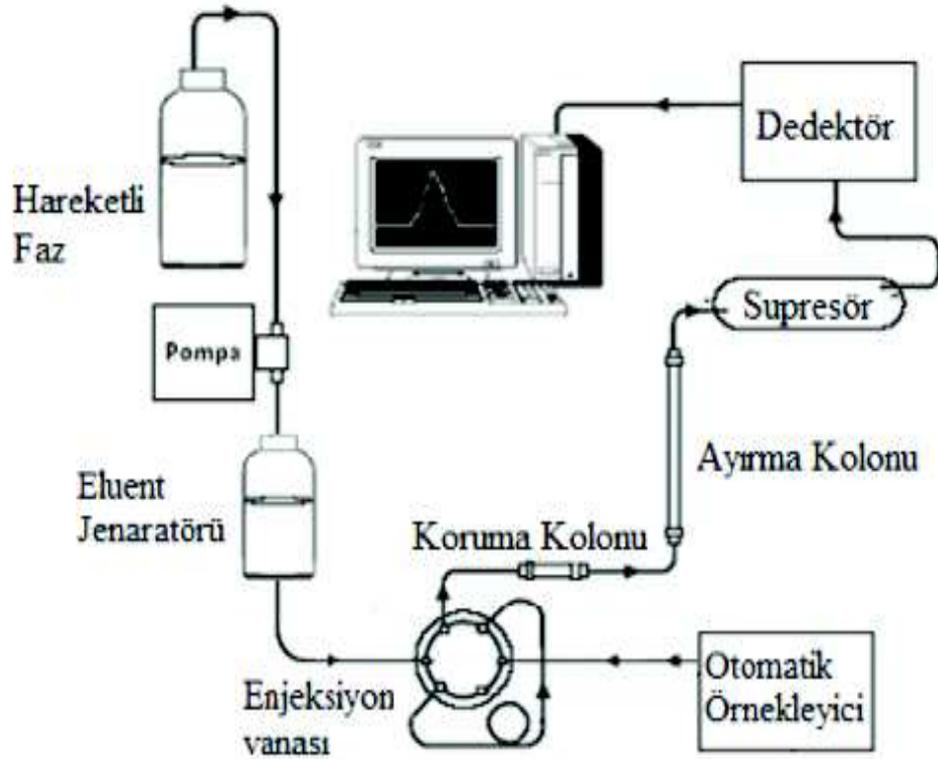 Hareketli
Faz
Pompa
Eluent
Jenaratörü
Enjeksiyon
vanası
Koruma Kolonu
Ayırma Kolonu
Supresör
Dedektör
Otomatik
Örnekleyici